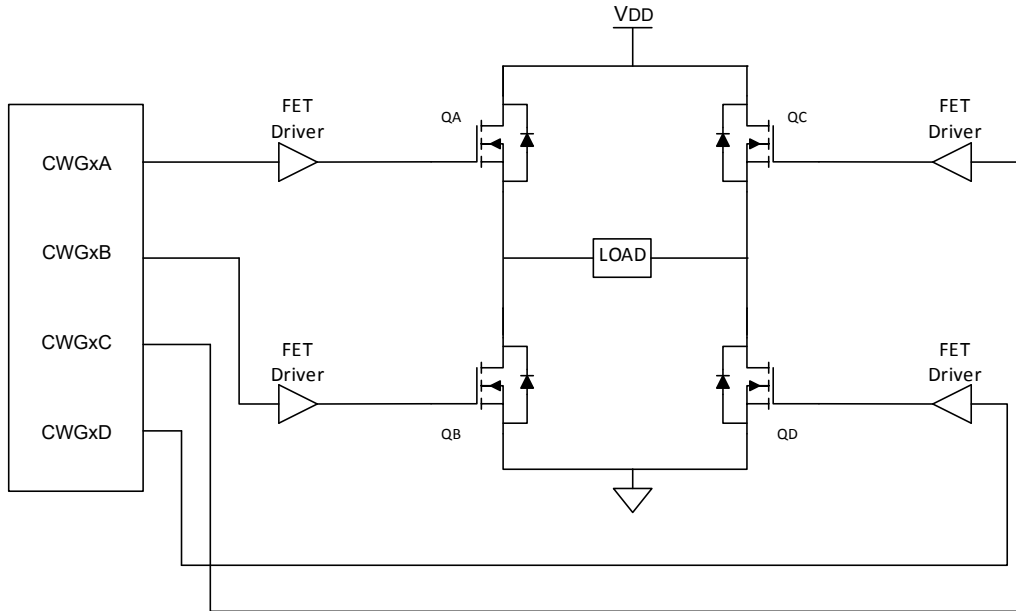 VDD
FET
Driver
QA
QC
FET
Driver
CWGxA
CWGxB
LOAD
CWGxC
FET
Driver
FET
Driver
CWGxD
QB
QD